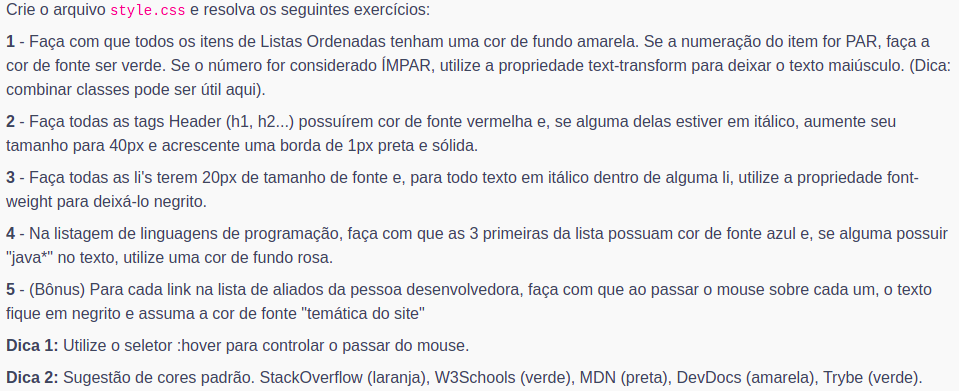 Crie o arquivo style.css e resolva os seguintes exercícios:
1 - Faça com que todos os itens de Listas Ordenadas tenham uma cor de fundo amarela. Se a numeração do item for PAR, faça a
cor de fonte ser verde. Se o número for considerado ÍMPAR, utilize a propriedade text-transform para deixar o texto maiúsculo. (Dica:
combinar classes pode ser útil aqui).
2 - Faça todas as tags Header (h1, h2...) possuírem cor de fonte vermelha e, se alguma delas estiver em itálico, aumente seu
tamanho para 40px e acrescente uma borda de 1px preta e sólida.
3 - Faça todas as li's terem 20px de tamanho de fonte e, para todo texto em itálico dentro de alguma li, utilize a propriedade font-
weight para deixá-lo negrito.
4 - Na listagem de linguagens de programação, faça com que as 3 primeiras da lista possuam cor de fonte azul e, se alguma possuir
"java*" no texto, utilize uma cor de fundo rosa.
5 - (Bônus) Para cada link na lista de aliados da pessoa desenvolvedora, faça com que ao passar o mouse sobre cada um, o texto
fique em negrito e assuma a cor de fonte "temática do site"
Dica 1: Utilize o seletor :hover para controlar o passar do mouse.
Dica 2: Sugestão de cores padrão. StackOverflow (laranja), W3Schools (verde), MDN (preta), DevDocs (amarela), Trybe (verde).